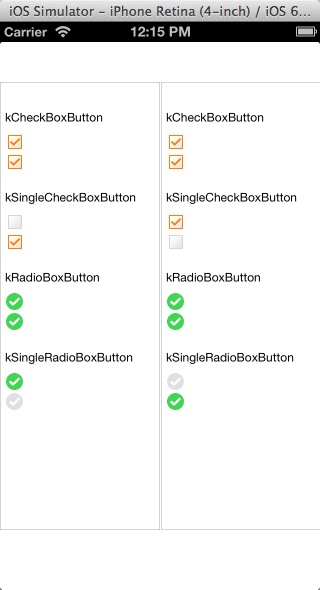 iOS Simulator - iPhone Retina (4-inch) / iOS 6...
Carrier 12:15 PM
kCheckBoxButton kCheckBoxButton
kSingleCheckBoxButton kSingleCheckBoxButton
kRadioBoxButton kRadioBoxButton
kSingleRadioBoxButton kSingleRadioBoxButton